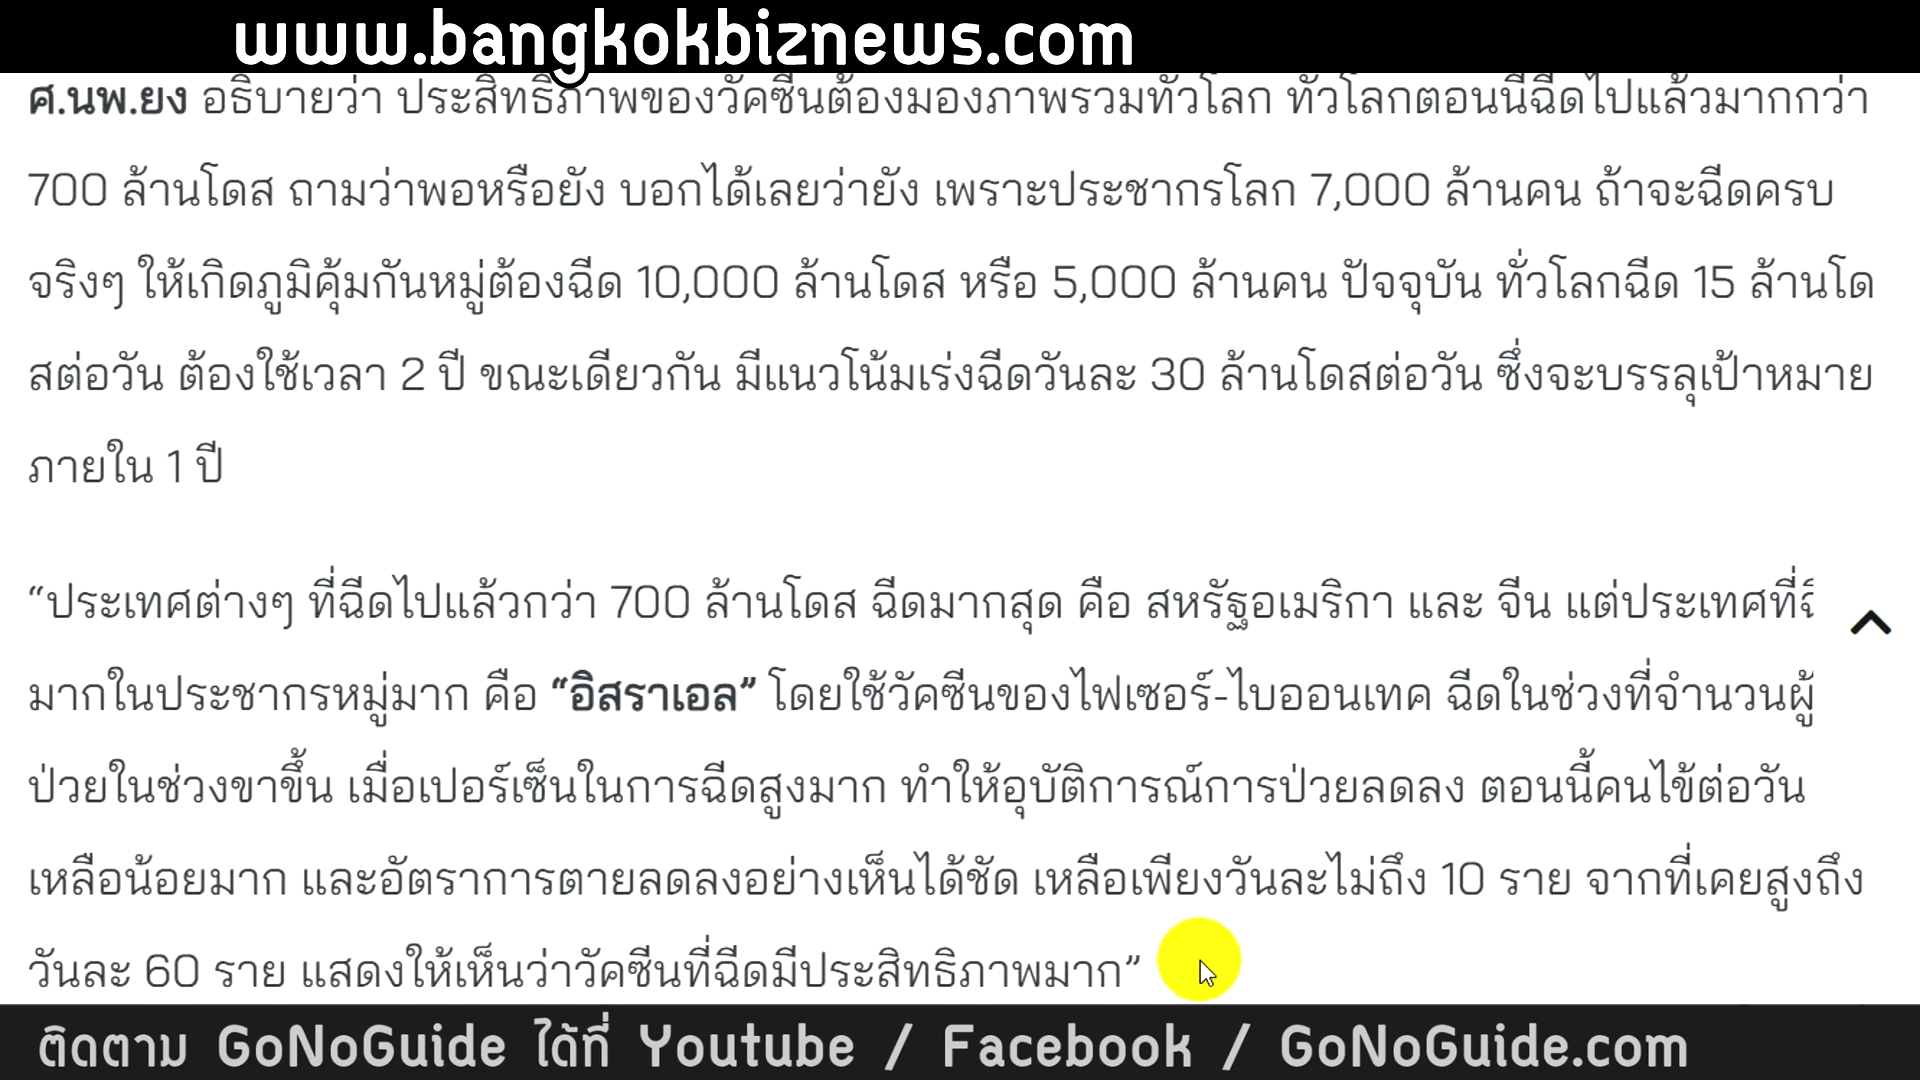 www.bangkokbiznews.com
ศ.นพ.ยง อธิบายว่า ประสิทธิภาพของวัคซีนต้องมองภาพรวมทั่วโลก ทั่วโลกตอนนี้ฉีดไปแล้วมากกว่า
700 ล้านโดส ถามว่าพอหรือยัง บอกได้เลยว่ายัง เพราะประชากรโลก 7,000 ล้านคน ถ้าจะฉีดครบ
จริงๆ ให้เกิดภูมิคุ้มกันหมู่ต้องฉีด 10,000 ล้านโดส หรือ 5,000 ล้านคน ปัจจุบัน ทั่วโลกฉีด 15 ล้านโด
สต่อวัน ต้องใช้เวลา 2 ปี ขณะเดียวกัน มีแนวโน้มเร่งฉีดวันละ 30 ล้านโดสต่อวัน ซึ่งจะบรรลุเป้าหมาย
ภายใน 1 ปี
“ประเทศต่างๆ ที่ฉีดไปแล้วกว่า 700 ล้านโดส ฉีดมากสุด คือ สหรัฐอเมริกา และ จีน แต่ประเทศที่ฉี
มากในประชากรหมู่มาก คือ “อิสราเอล” โดยใช้วัคซีนของไฟเซอร์-ไบออนเทค ฉีดในช่วงที่จำนวนผู้
ป่วยในช่วงขาขึ้น เมื่อเปอร์เซ็นในการฉีดสูงมาก ทำให้อุบัติการณ์การป่วยลดลง ตอนนี้คนไข้ต่อวัน
เหลือน้อยมาก และอัตราการตายลดลงอย่างเห็นได้ชัด เหลือเพียงวันละไม่ถึง 10 ราย จากที่เคยสูงถึง
วันละ 60 ราย แสดงให้เห็นว่าวัคซีนที่ฉีดมีประสิทธิภาพมาก”
ติดตาม GoNoGuide ได้ที่ Youtube / Facebook / GoNoGuide.com